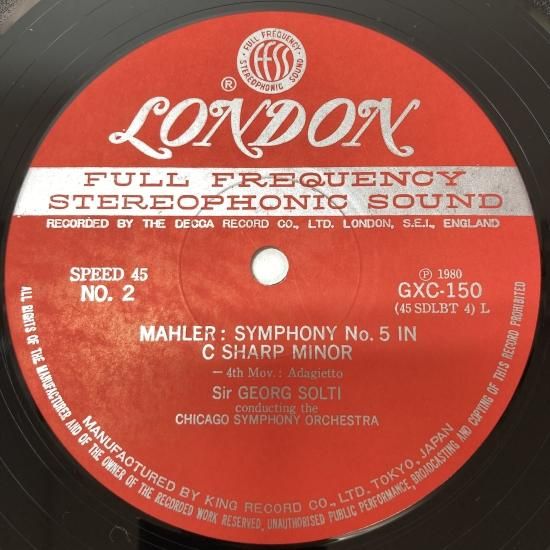 FULL FREQUENCY
ffss
STEREOPHONIC SOUND
®
LONDON
FULL FREQUENCY
STEREOPHONIC SOUND
RECORDED BY THE DECCA RECORD CO., LTD. LONDON, S.E.I., ENGLAND
SPEED 45
NO. 2
Ⓟ 1980
GXC-150
(45 SDLBT 4) L
MAHLER: SYMPHONY No. 5 IN
C SHARP MINOR
— 4th Mov.: Adagietto
Sir GEORG SOLTI
conducting the
CHICAGO SYMPHONY ORCHESTRA
MANUFACTURED BY KING RECORD CO., LTD. TOKYO, JAPAN
ALL RIGHTS OF THE MANUFACTURER AND OF THE OWNER OF THE RECORDED WORK RESERVED, UNAUTHORISED PUBLIC PERFORMANCE, BROADCASTING AND COPYING OF THIS RECORD PROHIBITED